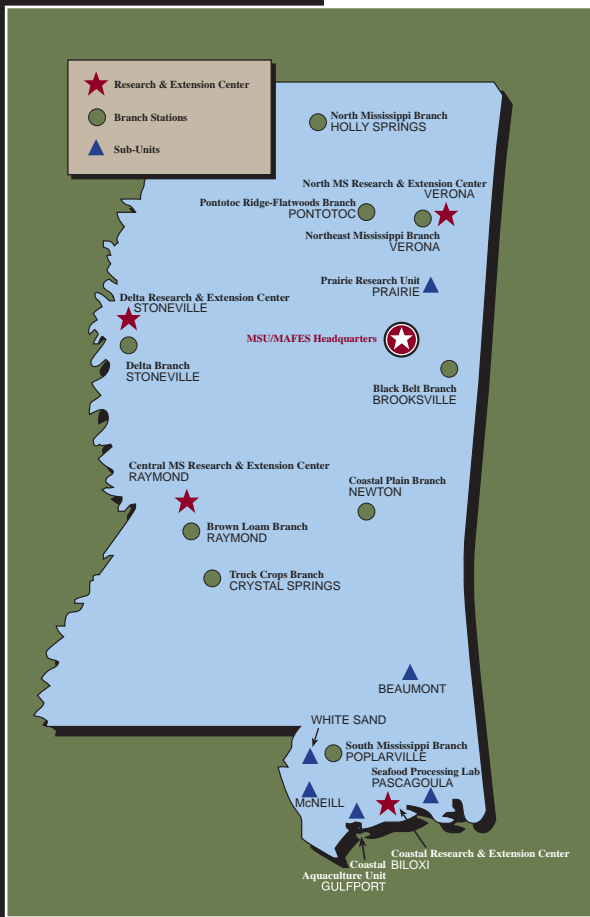 Research & Extension Center
Branch Stations
Sub-Units
North Mississippi Branch
HOLLY SPRINGS
North MS Research & Extension Center
VERONA
Pontotoc Ridge-Flatwoods Branch
PONTOTOC
Northeast Mississippi Branch
VERONA
Prairie Research Unit
PRAIRIE
Delta Research & Extension Center
STONEVILLE
MSU/MAFES Headquarters
Delta Branch
STONEVILLE
Black Belt Branch
BROOKSVILLE
Central MS Research & Extension Center
RAYMOND
Coastal Plain Branch
NEWTON
Brown Loam Branch
RAYMOND
Truck Crops Branch
CRYSTAL SPRINGS
BEAUMONT
WHITE SAND
South Mississippi Branch
POPLARVILLE
Seafood Processing Lab
PASCAGOULA
McNEILL
Coastal Research & Extension Center
BILOXI
Coastal
Aquaculture Unit
GULFPORT